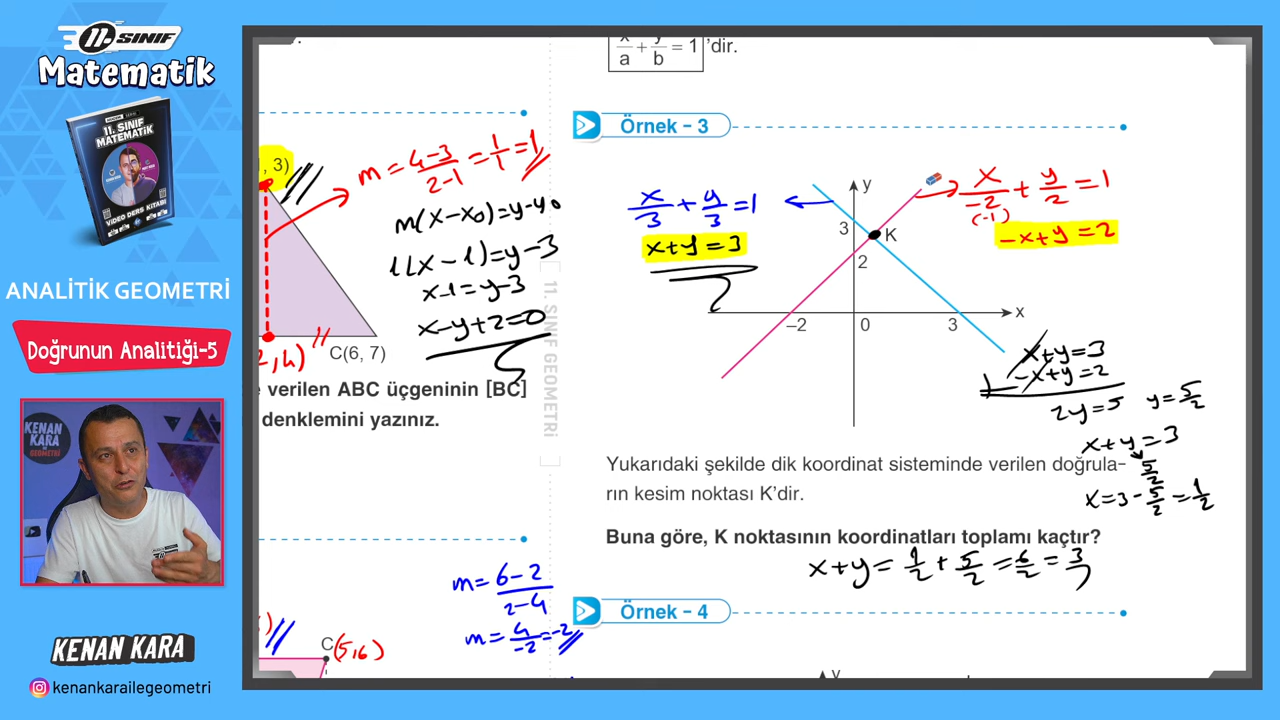 11. SINIF
Matematik
11. SINIF
MATEMATİK
VİDEO DERS KİTABI
ANALİTİK GEOMETRİ
Doğrunun Analitiği-5
KENAN
KARA
GEOMETRİ
KENAN KARA
kenankarailegeometri
, 3)
m = 4-3/2-1 = 1/1 = 1
m(x-x0)=y-y0
1(x-1)=y-3
x-1=y-3
x-y+2=0
2,4)
C(6, 7)
verilen ABC üçgeninin [BC]
denklemini yazınız.
m = 6-2/2-4
m = 4/-2 = -2
C(5,6)
11. SINIF GEOMETRİ
x/a + y/b = 1 'dir.
Örnek - 3
x/3 + y/3 = 1
x+y=3
x/-2 + y/2 = 1
(-1)
-x+y=2
y
3
K
2
x
–2
0
3
x+y=3
-x+y=2
2y=5 y=5/2
x+y=3
5/2
x=3-5/2=1/2
Yukarıdaki şekilde dik koordinat sisteminde verilen doğrula-
rın kesim noktası K'dir.
Buna göre, K noktasının koordinatları toplamı kaçtır?
x+y= 1/2 + 5/2 = 6/2 = 3
Örnek - 4
y